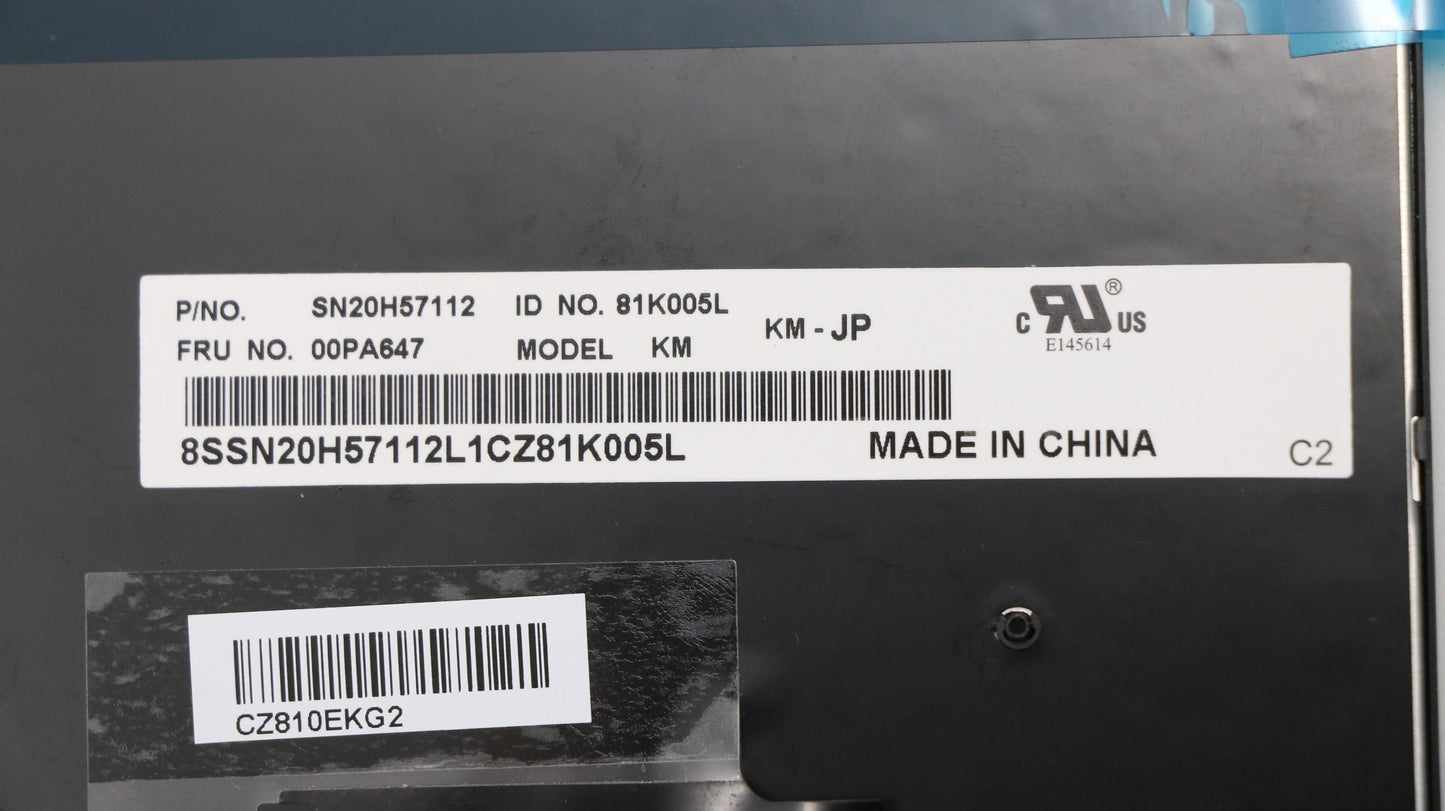 P/NO. SN20H57112 ID NO. 81K005L
FRU NO. 00PA647 MODEL KM
KM - JP
C RU ® US
E145614
8SSN20H57112L1CZ81K005L
MADE IN CHINA
C2
CZ810EKG2